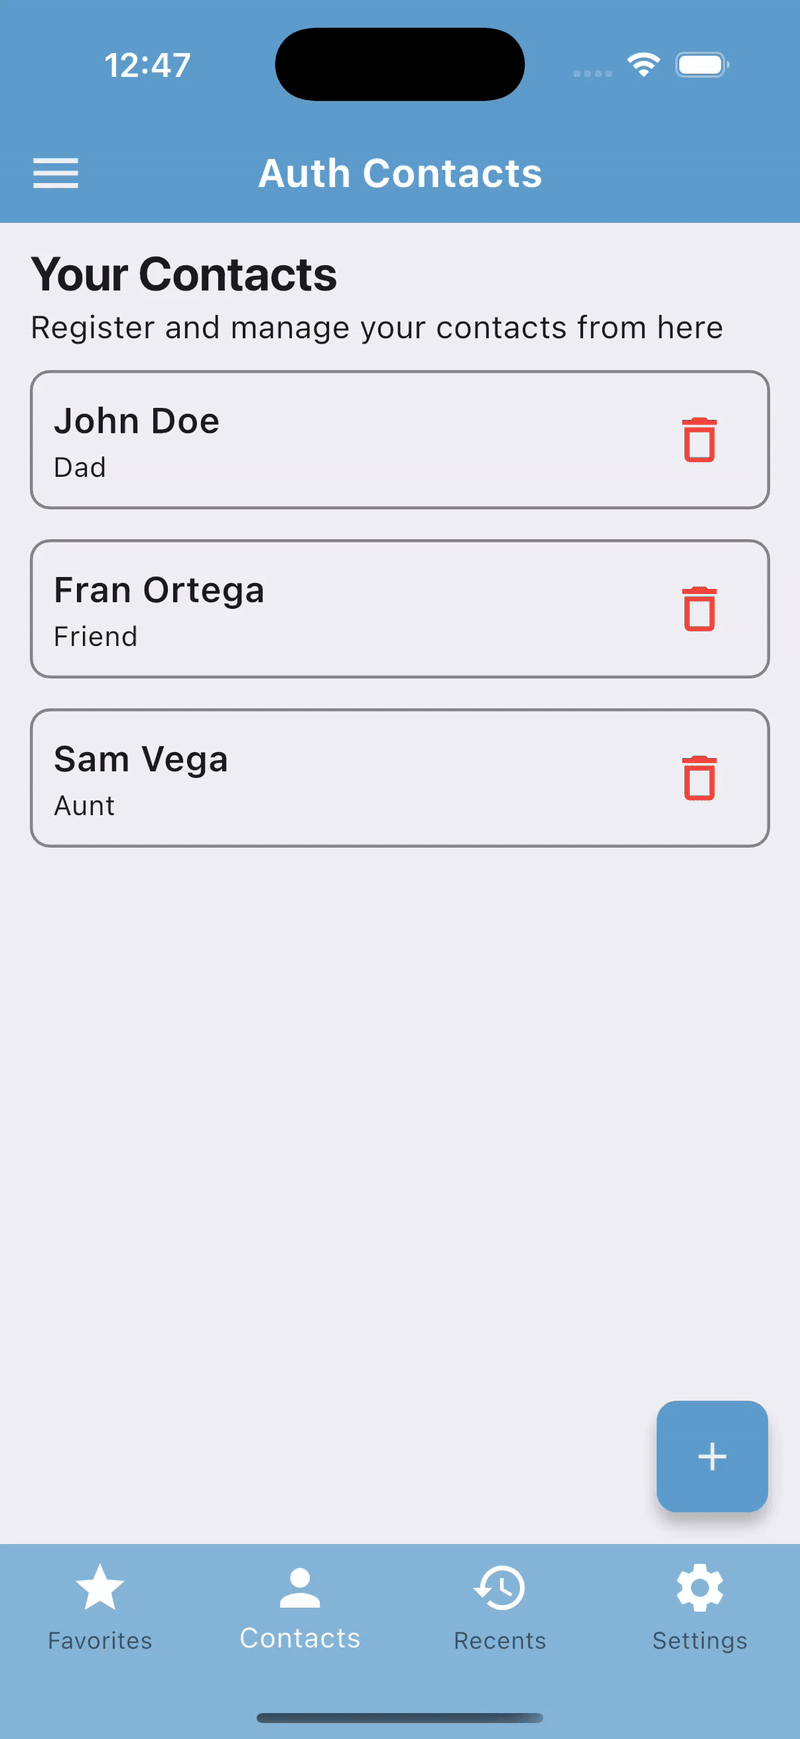 12:47
Auth Contacts
Your Contacts
Register and manage your contacts from here
John Doe
Dad
Fran Ortega
Friend
Sam Vega
Aunt
+
Favorites
Contacts
Recents
Settings